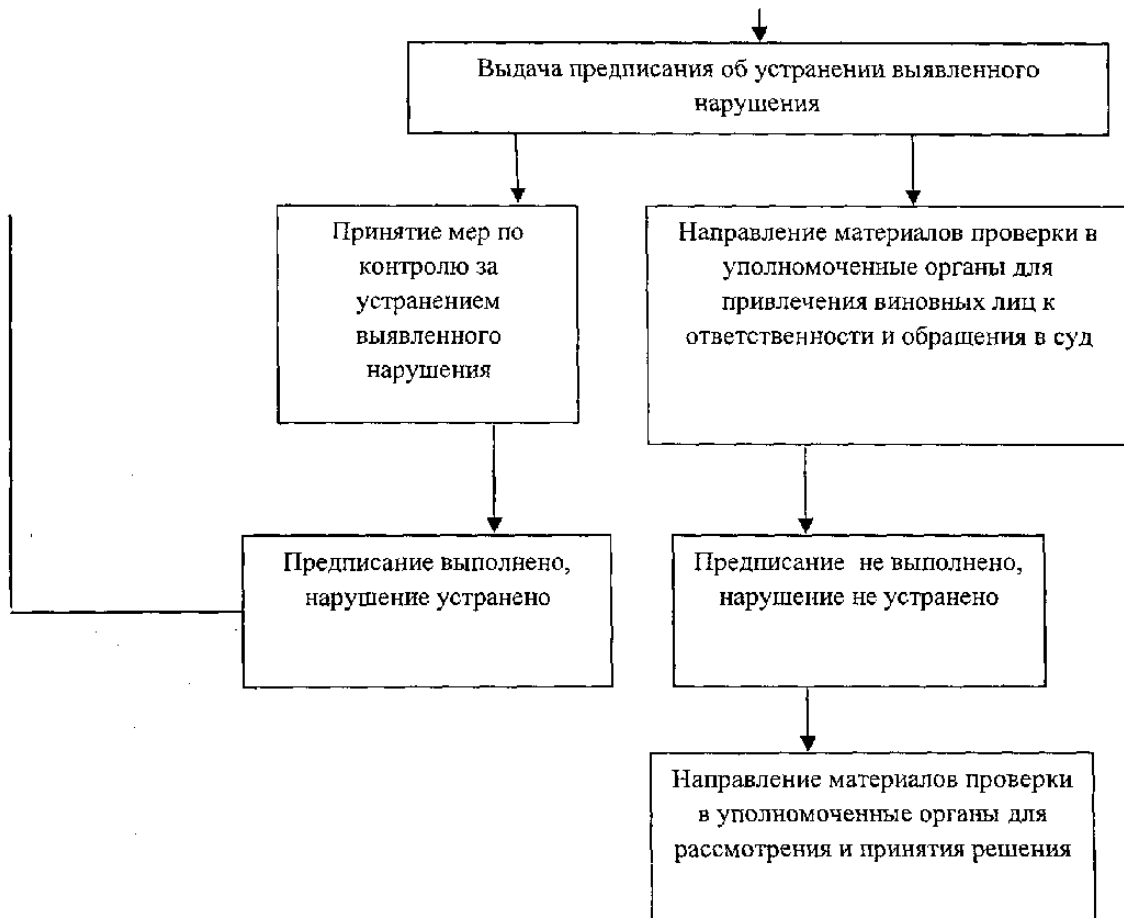 Выдача предписания об устранении выявленного
нарушения
Принятие мер по
контролю за
устранением
выявленного
нарушения
Направление материалов проверки в
уполномоченные органы для
привлечения виновных лиц к
ответственности и обращения в суд
Предписание выполнено,
нарушение устранено
Предписание не выполнено,
нарушение не устранено
Направление материалов проверки
в уполномоченные органы для
рассмотрения и принятия решения